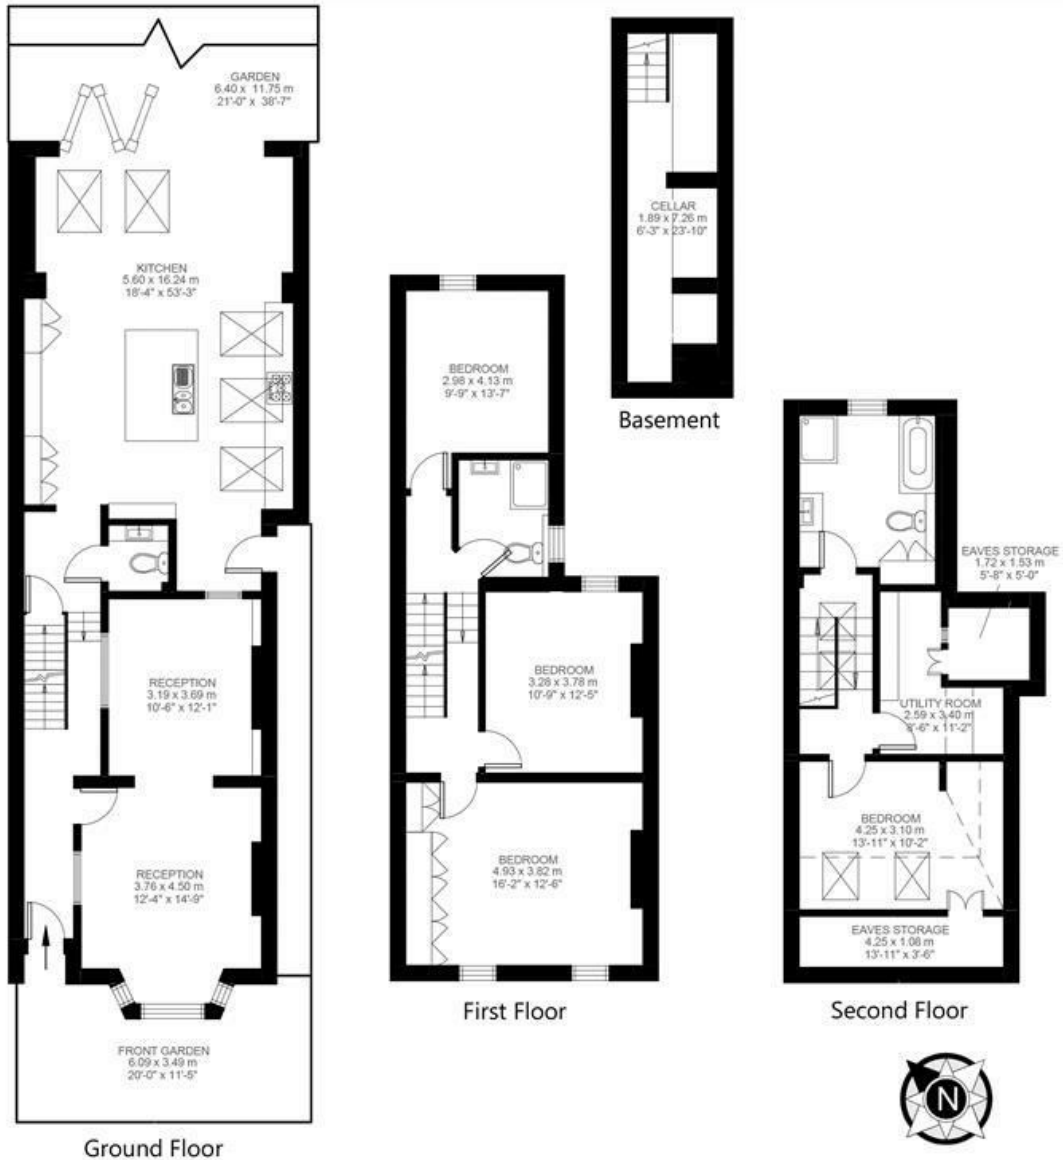 GARDEN
6.40 x 11.75 m
21'-0" x 38'-7"
KITCHEN
5.60 x 16.24 m
18'-4" x 53'-3"
RECEPTION
3.19 x 3.69 m
10'-6" x 12'-1"
RECEPTION
3.76 x 4.50 m
12'-4" x 14'-9"
FRONT GARDEN
6.09 x 3.49 m
20'-0" x 11'-5"
Ground Floor
BEDROOM
2.98 x 4.13 m
9'-9" x 13'-7"
BEDROOM
3.28 x 3.78 m
10'-9" x 12'-5"
BEDROOM
4.93 x 3.82 m
16'-2" x 12'-6"
First Floor
CELLAR
1.89 x 7.26 m
6'-3" x 23'-10"
Basement
EAVES STORAGE
1.72 x 1.53 m
5'-8" x 5'-0"
UTILITY ROOM
2.59 x 3.40 m
8'-6" x 11'-2"
BEDROOM
4.25 x 3.10 m
13'-11" x 10'-2"
EAVES STORAGE
4.25 x 1.08 m
13'-11" x 3'-6"
Second Floor
N